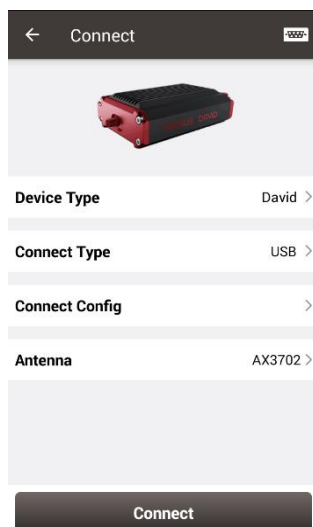 Connect
Device Type David
Connect Type USB
Connect Config
Antenna AX3702
Connect